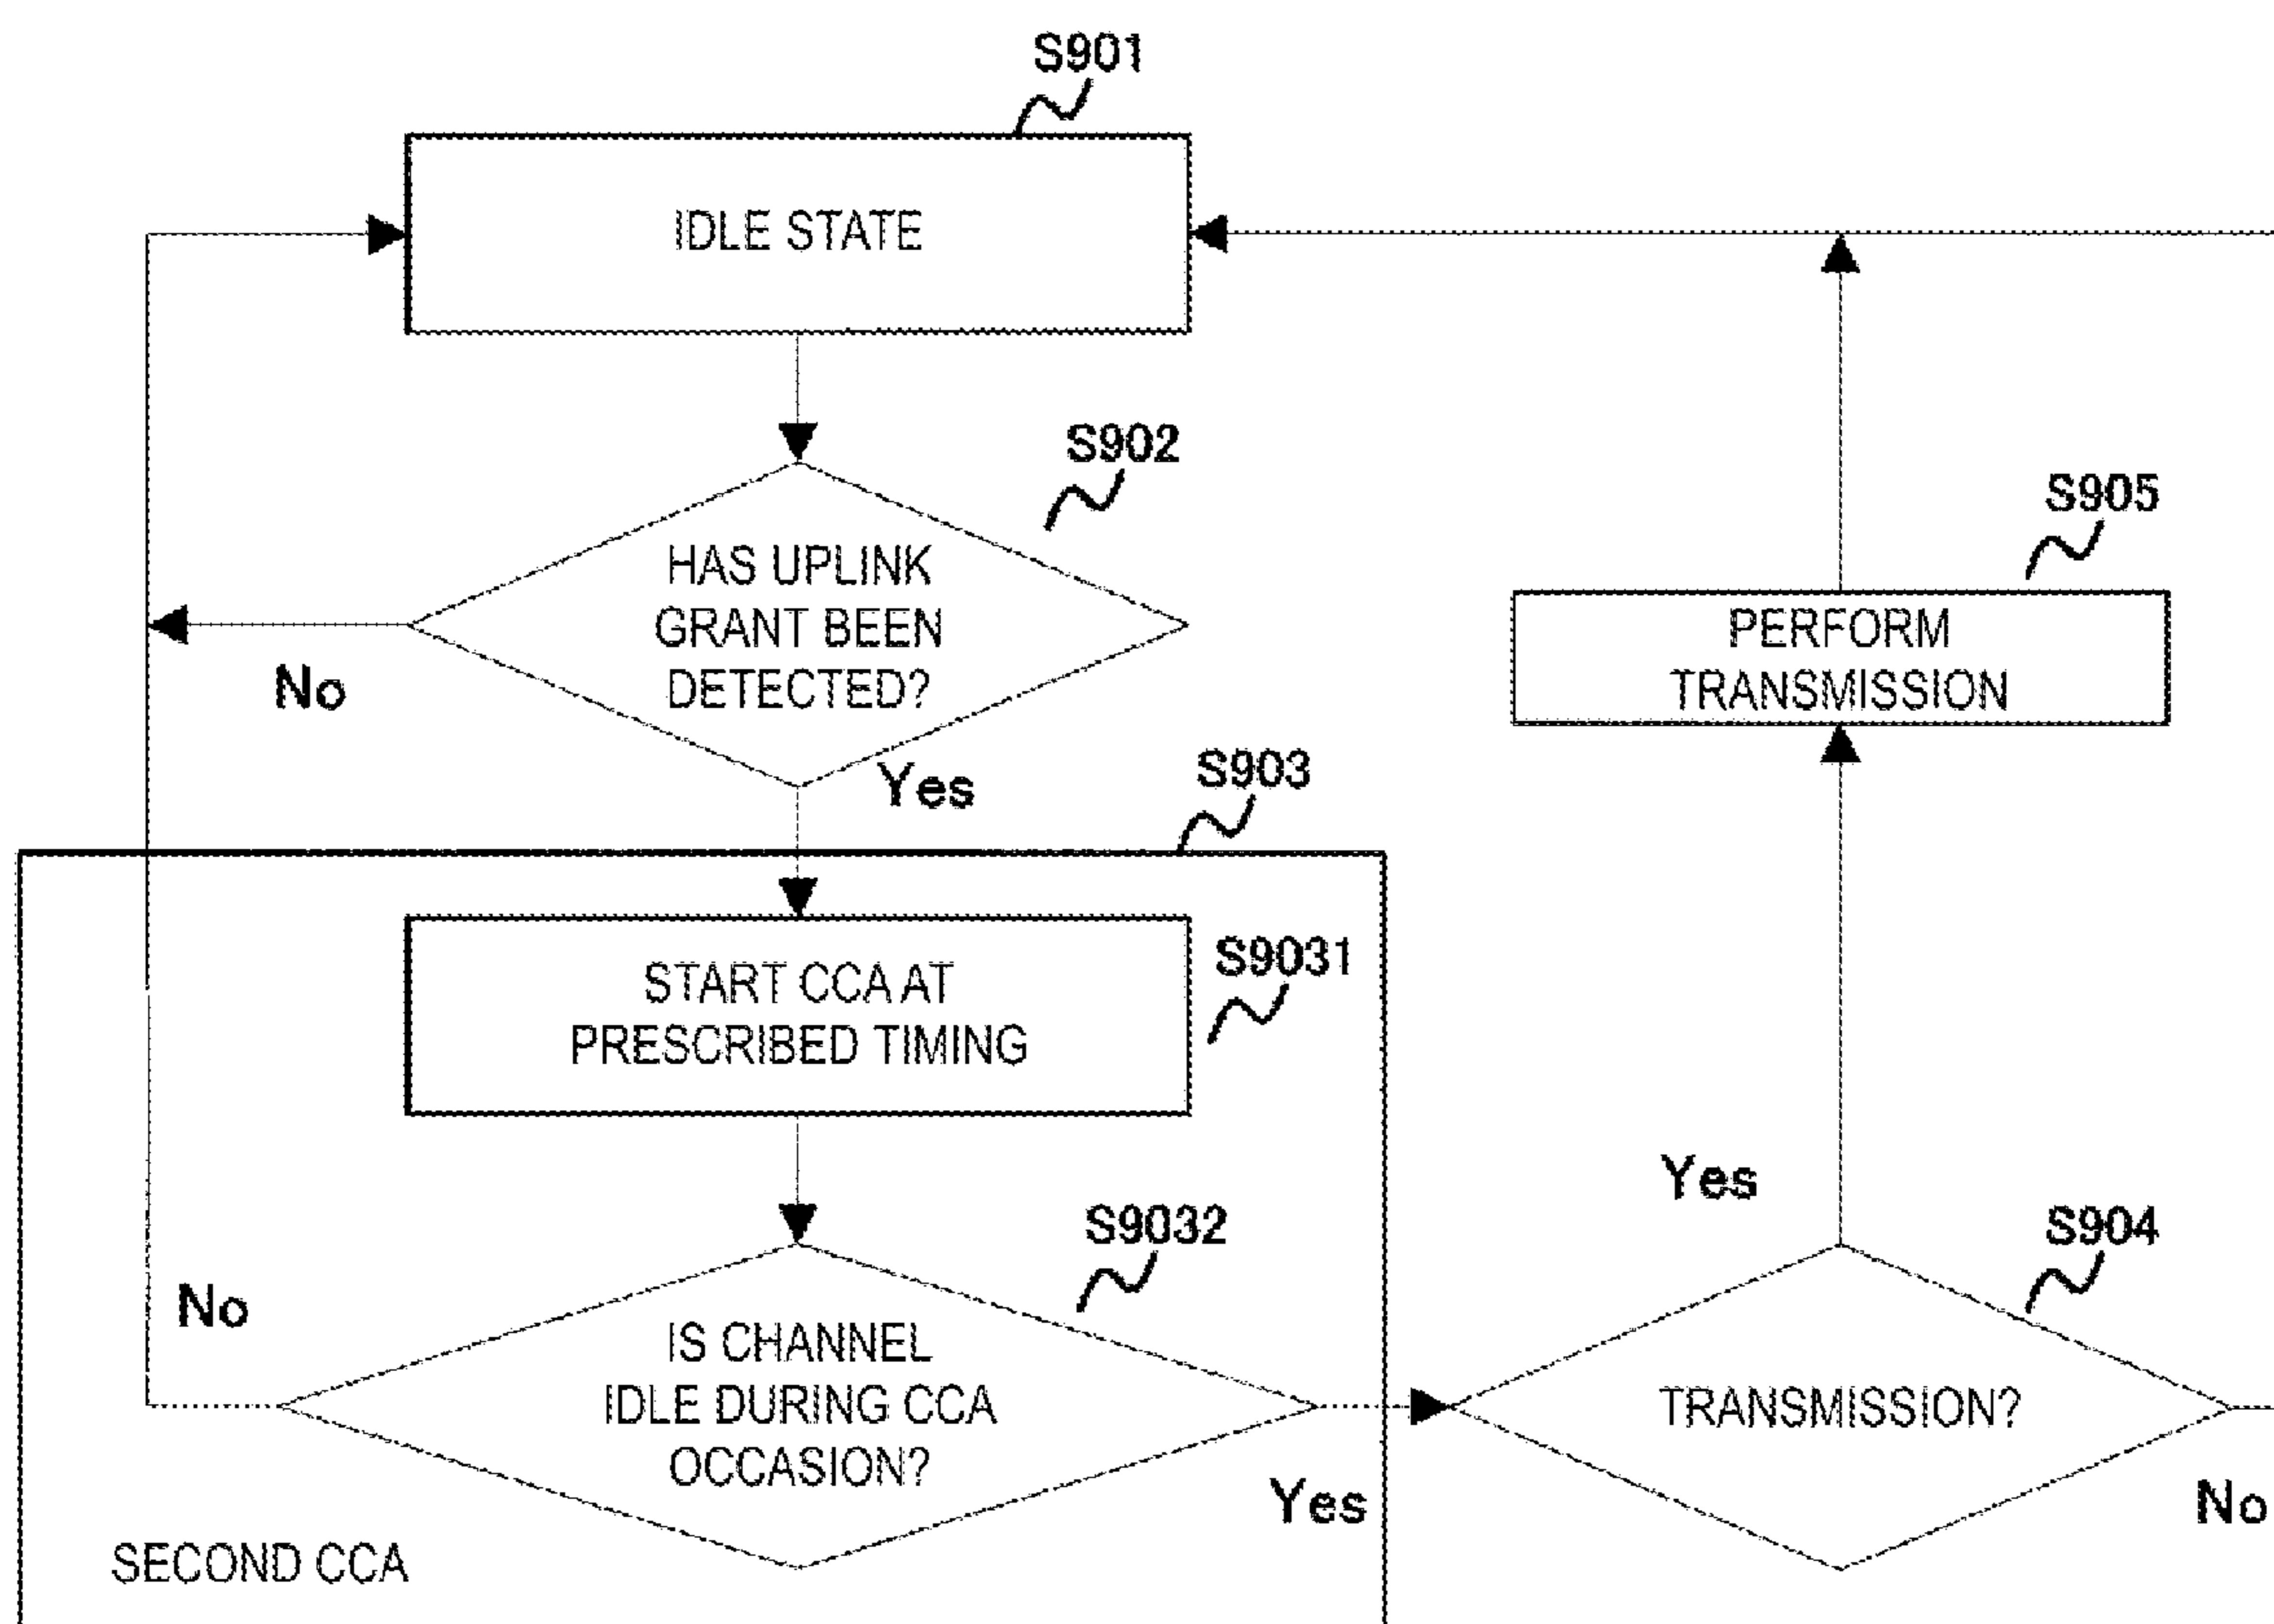 S901
IDLE STATE
S902
HAS UPLINK
GRANT BEEN
DETECTED?
No
Yes
S903
START CCA AT
PRESCRIBED TIMING
S9031
S9032
IS CHANNEL
IDLE DURING CCA
OCCASION?
No
Yes
SECOND CCA
S905
PERFORM
TRANSMISSION
Yes
S904
TRANSMISSION?
No